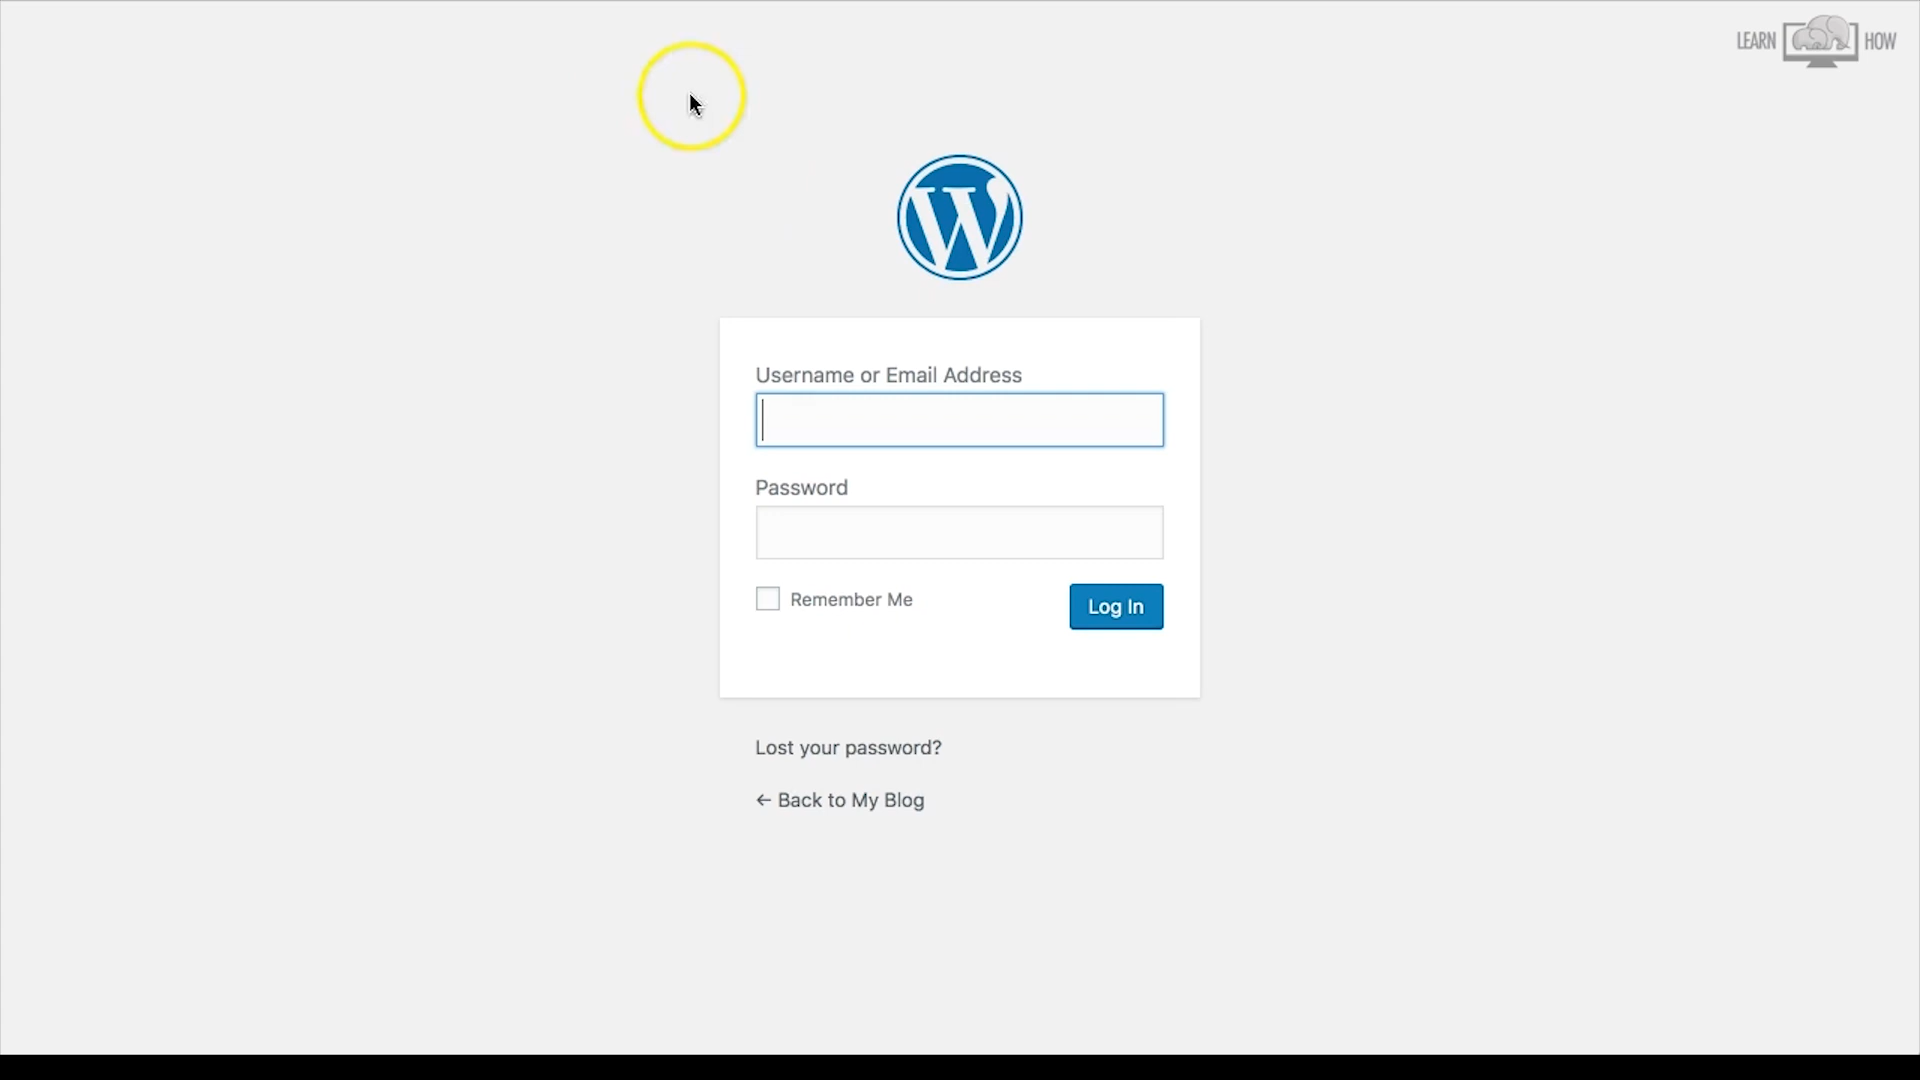 LEARN HOW
Username or Email Address
Password
Remember Me
Log In
Lost your password?
← Back to My Blog